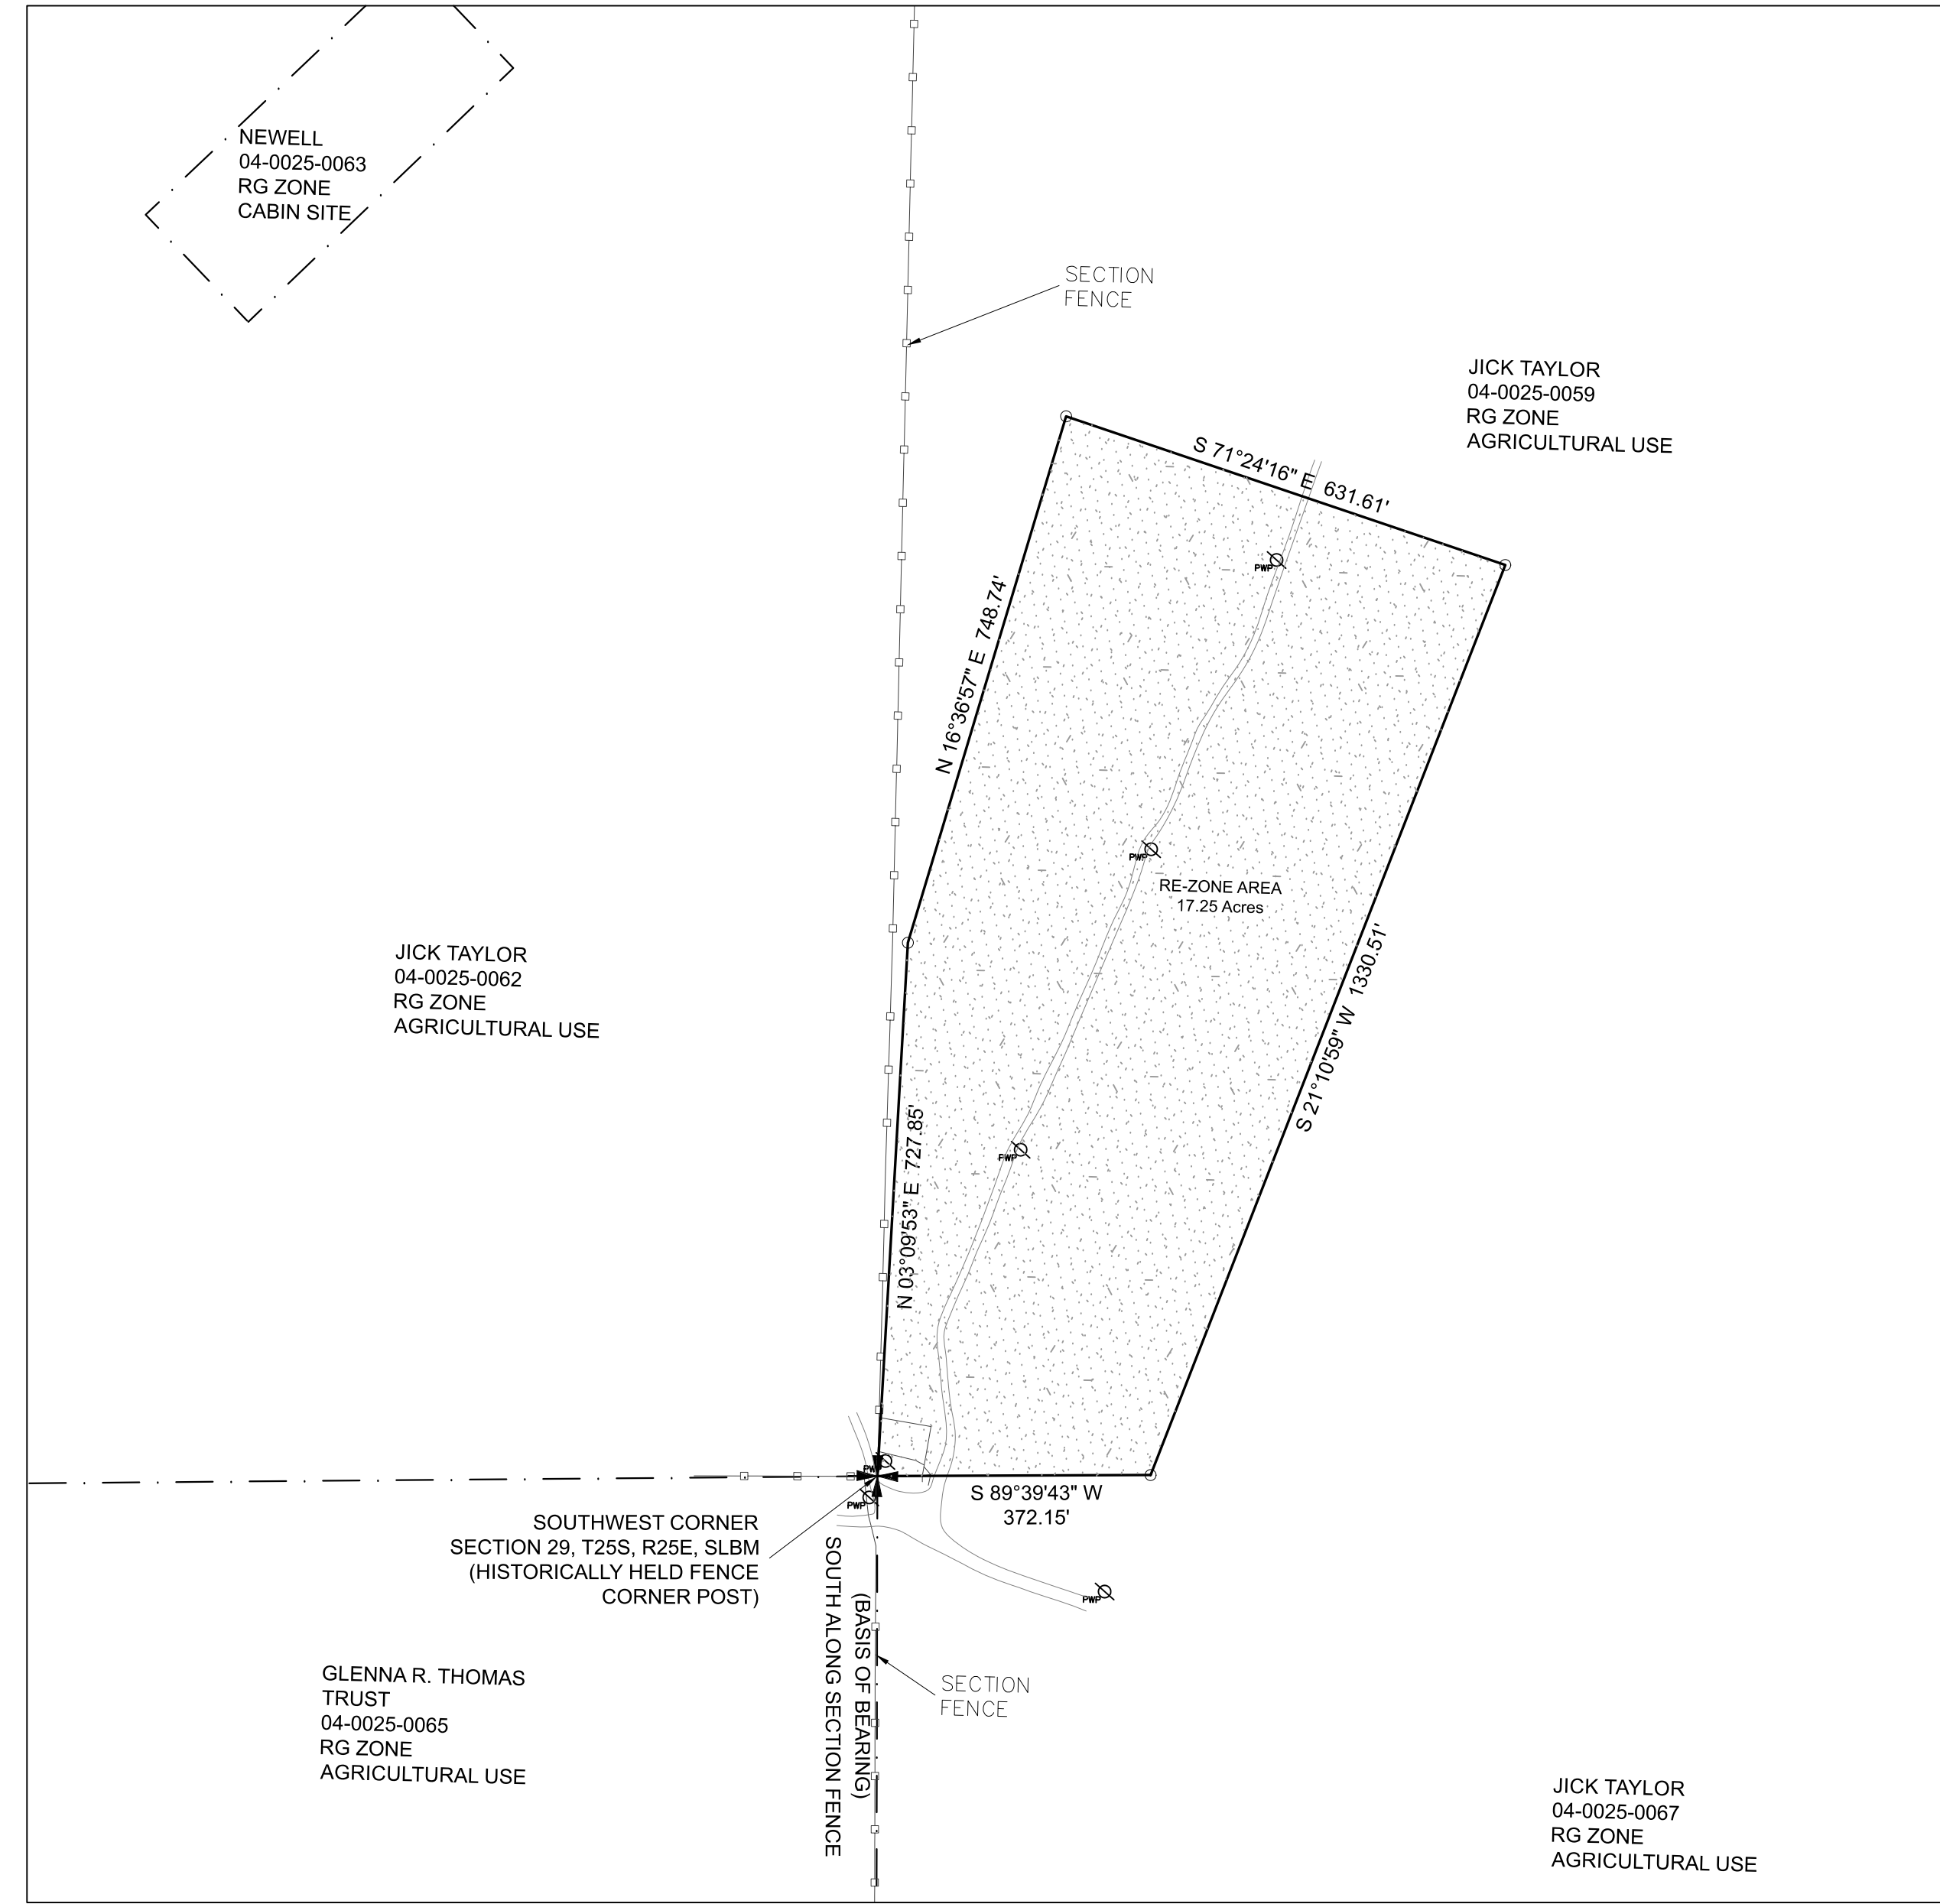 NEWELL
04-0025-0063
RG ZONE
CABIN SITE
SECTION
FENCE
JICK TAYLOR
04-0025-0059
RG ZONE
AGRICULTURAL USE
S 71°24'16" E 631.61'
PWP
N 16°36'57" E 748.74'
PWP
RE-ZONE AREA
17.25 Acres
JICK TAYLOR
04-0025-0062
RG ZONE
AGRICULTURAL USE
S 21°10'59" W 1330.51'
PWP
N 03°09'53" E 727.85'
PWP
PWP
S 89°39'43" W
372.15'
SOUTHWEST CORNER
SECTION 29, T25S, R25E, SLBM
(HISTORICALLY HELD FENCE
CORNER POST)
PWP
(BASIS OF BEARING)
SOUTH ALONG SECTION FENCE
SECTION
FENCE
GLENNA R. THOMAS
TRUST
04-0025-0065
RG ZONE
AGRICULTURAL USE
JICK TAYLOR
04-0025-0067
RG ZONE
AGRICULTURAL USE